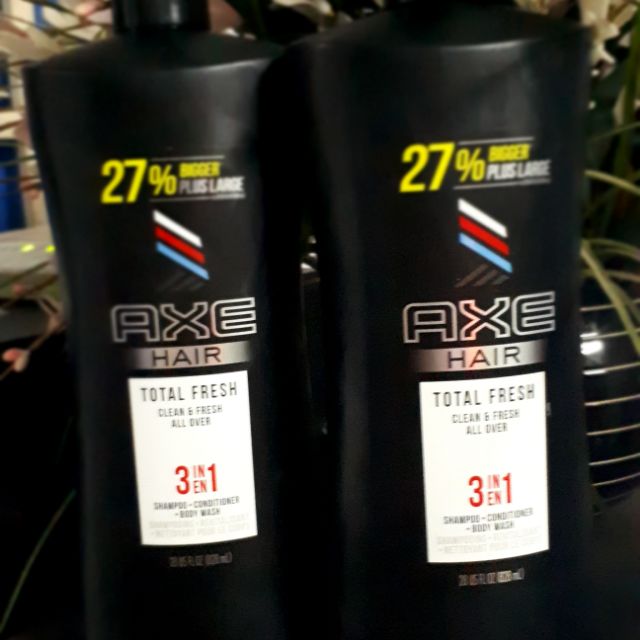 27% BIGGER
PLUS LARGE
AXE
HAIR
TOTAL FRESH
CLEAN & FRESH
ALL OVER
3 IN
EN 1
SHAMPOO + CONDITIONER
+ BODY WASH
27% BIGGER
PLUS LARGE
AXE
HAIR
TOTAL FRESH
CLEAN & FRESH
ALL OVER
3 IN
EN 1
SHAMPOO + CONDITIONER
+ BODY WASH